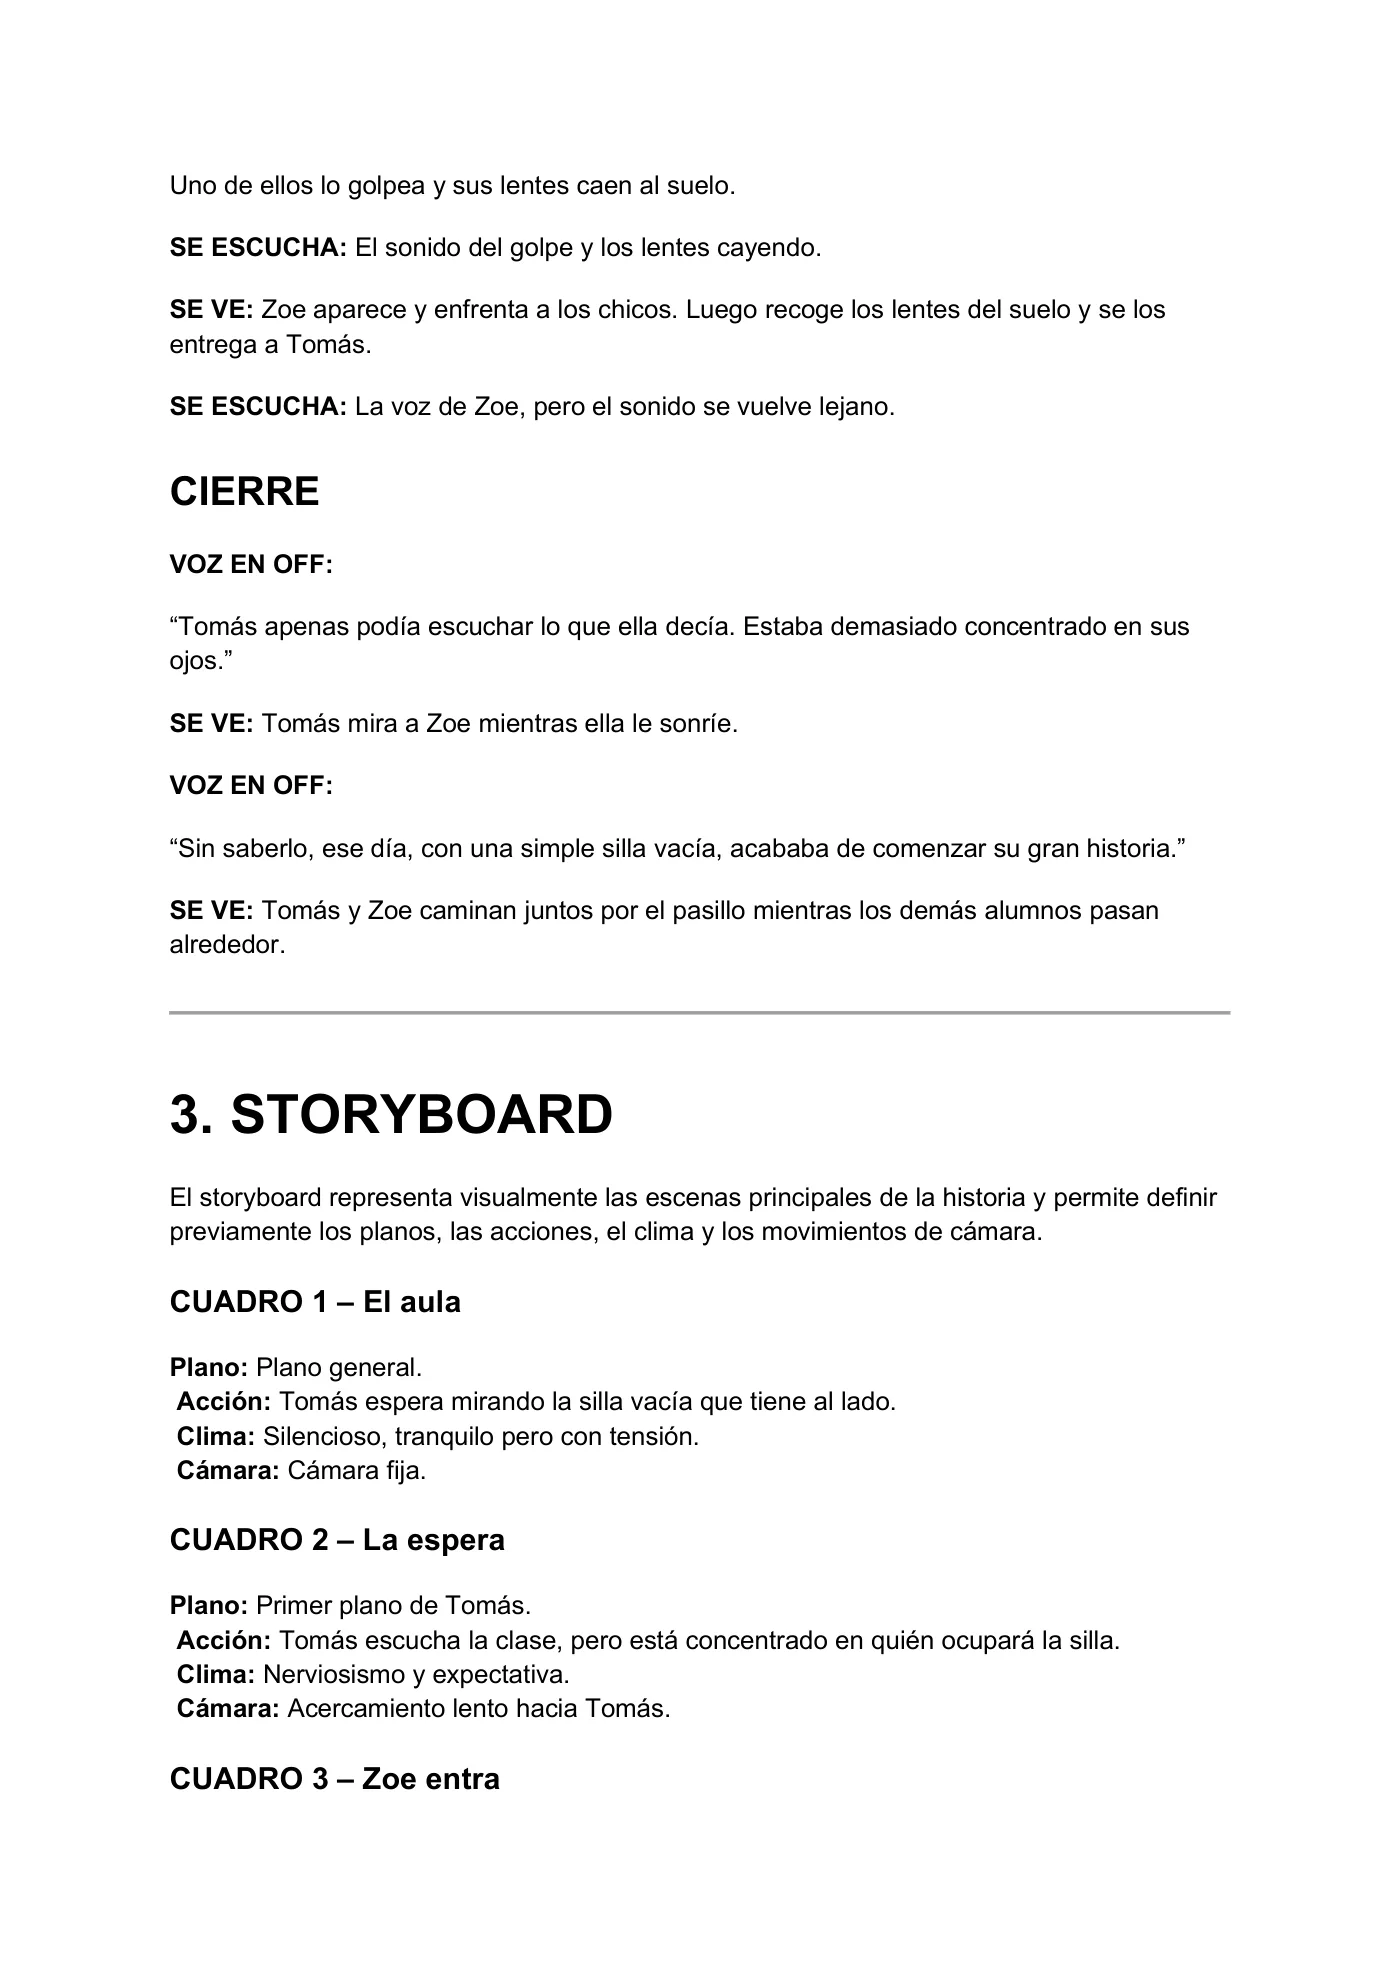 Uno de ellos lo golpea y sus lentes caen al suelo.
SE ESCUCHA: El sonido del golpe y los lentes cayendo.
SE VE: Zoe aparece y enfrenta a los chicos. Luego recoge los lentes del suelo y se los
entrega a Tomás.
SE ESCUCHA: La voz de Zoe, pero el sonido se vuelve lejano.
CIERRE
VOZ EN OFF:
“Tomás apenas podía escuchar lo que ella decía. Estaba demasiado concentrado en sus
ojos.”
SE VE: Tomás mira a Zoe mientras ella le sonríe.
VOZ EN OFF:
“Sin saberlo, ese día, con una simple silla vacía, acababa de comenzar su gran historia.”
SE VE: Tomás y Zoe caminan juntos por el pasillo mientras los demás alumnos pasan
alrededor.
3. STORYBOARD
El storyboard representa visualmente las escenas principales de la historia y permite definir
previamente los planos, las acciones, el clima y los movimientos de cámara.
CUADRO 1 – El aula
Plano: Plano general.
Acción: Tomás espera mirando la silla vacía que tiene al lado.
Clima: Silencioso, tranquilo pero con tensión.
Cámara: Cámara fija.
CUADRO 2 – La espera
Plano: Primer plano de Tomás.
Acción: Tomás escucha la clase, pero está concentrado en quién ocupará la silla.
Clima: Nerviosismo y expectativa.
Cámara: Acercamiento lento hacia Tomás.
CUADRO 3 – Zoe entra